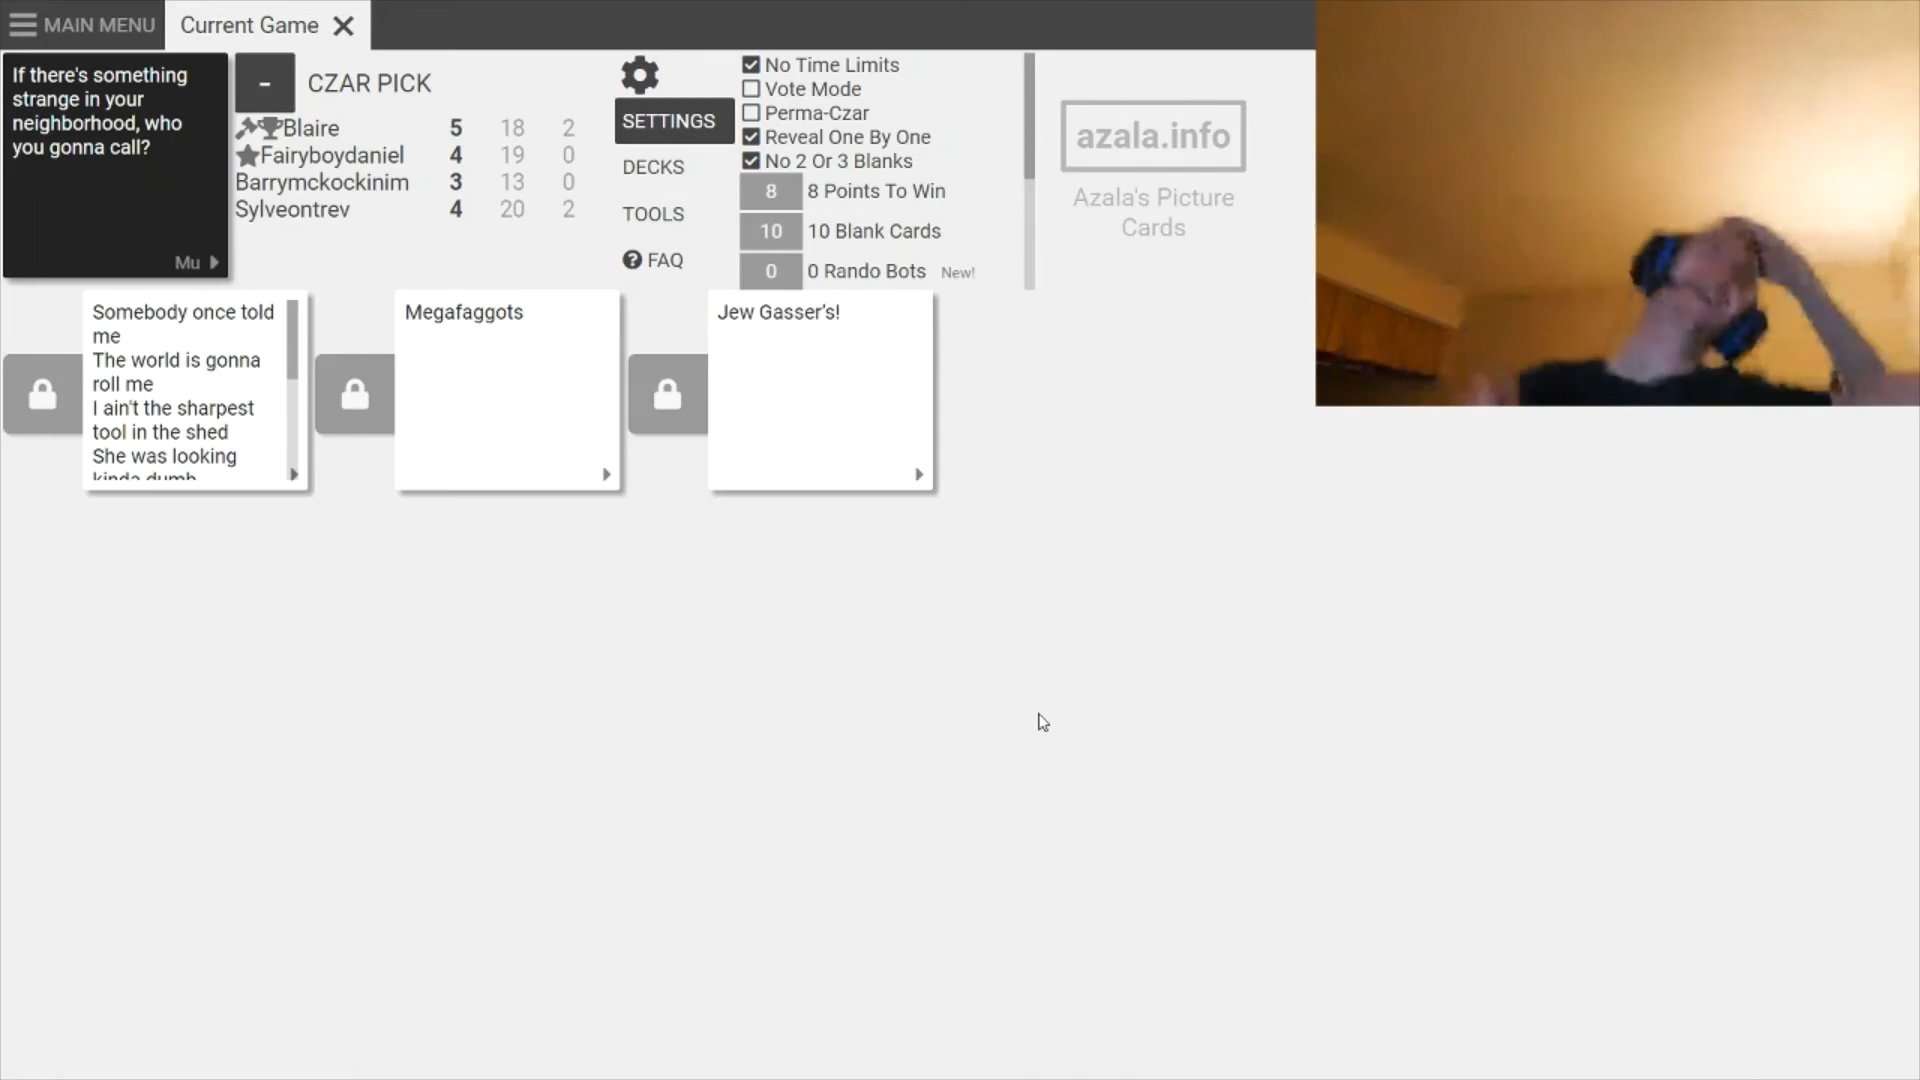 MAIN MENU
Current Game
If there's something
strange in your
neighborhood, who
you gonna call?
Mu
-
CZAR PICK
Blaire 5 18 2
Fairyboydaniel 4 19 0
Barrymckockinim 3 13 0
Sylveontrev 4 20 2
SETTINGS
DECKS
TOOLS
? FAQ
No Time Limits
Vote Mode
Perma-Czar
Reveal One By One
No 2 Or 3 Blanks
8 8 Points To Win
10 10 Blank Cards
0 0 Rando Bots New!
azala.info
Azala's Picture
Cards
Somebody once told
me
The world is gonna
roll me
I ain't the sharpest
tool in the shed
She was looking
kinda dumb
Megafaggots
Jew Gasser's!